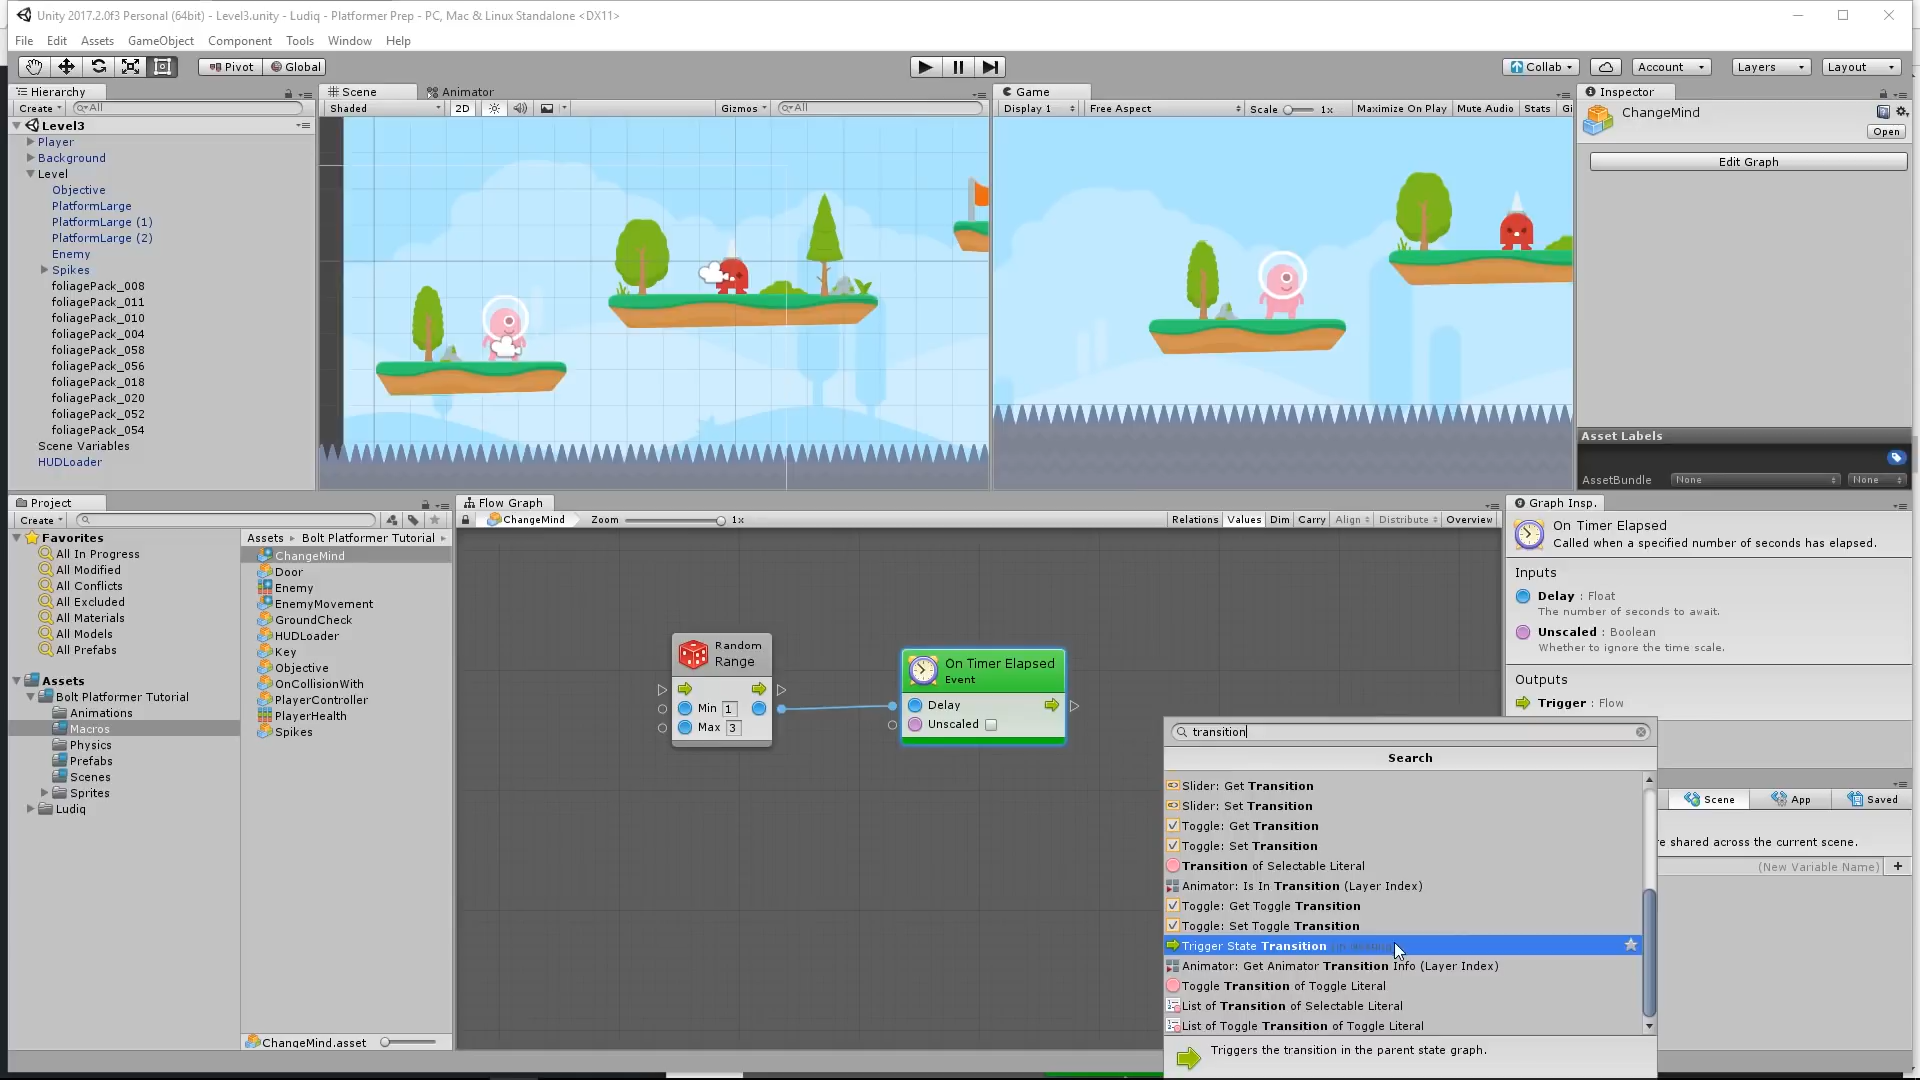 Unity 2017.2.0f3 Personal (64bit) - Level3.unity - Ludiq - Platformer Prep - PC, Mac & Linux Standalone <DX11>
File Edit Assets GameObject Component Tools Window Help
Pivot Global Collab Account Layers Layout
Hierarchy
Create All
Level3
Player
Background
Level
Objective
PlatformLarge
PlatformLarge (1)
PlatformLarge (2)
Enemy
Spikes
foliagePack_008
foliagePack_011
foliagePack_010
foliagePack_004
foliagePack_058
foliagePack_056
foliagePack_018
foliagePack_020
foliagePack_052
foliagePack_054
Scene Variables
HUDLoader
Scene Animator
Shaded 2D Gizmos All
Game
Display 1 Free Aspect Scale 1x Maximize On Play Mute Audio Stats Gi
Inspector
ChangeMind
Open
Edit Graph
Asset Labels
AssetBundle None None
Project
Create
Favorites
All In Progress
All Modified
All Conflicts
All Excluded
All Materials
All Models
All Prefabs
Assets
Bolt Platformer Tutorial
Animations
Macros
Physics
Prefabs
Scenes
Sprites
Ludiq
Assets Bolt Platformer Tutorial
ChangeMind
Door
Enemy
EnemyMovement
GroundCheck
HUDLoader
Key
Objective
OnCollisionWith
PlayerController
PlayerHealth
Spikes
ChangeMind.asset
Flow Graph
ChangeMind Zoom 1x Relations Values Dim Carry Align Distribute Overview
Random
Range
Min 1
Max 3
On Timer Elapsed
Event
Delay
Unscaled
transition
Search
Slider: Get Transition
Slider: Set Transition
Toggle: Get Transition
Toggle: Set Transition
Transition of Selectable Literal
Animator: Is In Transition (Layer Index)
Toggle: Get Toggle Transition
Toggle: Set Toggle Transition
Trigger State Transition
Animator: Get Animator Transition Info (Layer Index)
Toggle Transition of Toggle Literal
List of Transition of Selectable Literal
List of Toggle Transition of Toggle Literal
Triggers the transition in the parent state graph.
Graph Insp.
On Timer Elapsed
Called when a specified number of seconds has elapsed.
Inputs
Delay : Float
The number of seconds to await.
Unscaled : Boolean
Whether to ignore the time scale.
Outputs
Trigger : Flow
Scene App Saved
e shared across the current scene.
(New Variable Name) +